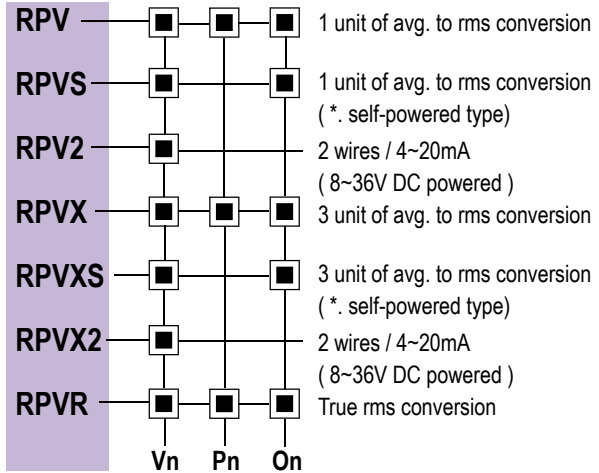 RPV 1 unit of avg. to rms conversion
RPVS 1 unit of avg. to rms conversion
( *. self-powered type)
RPV2 2 wires / 4~20mA
( 8~36V DC powered )
RPVX 3 unit of avg. to rms conversion
RPVXS 3 unit of avg. to rms conversion
( *. self-powered type)
RPVX2 2 wires / 4~20mA
( 8~36V DC powered )
RPVR True rms conversion
Vn Pn On